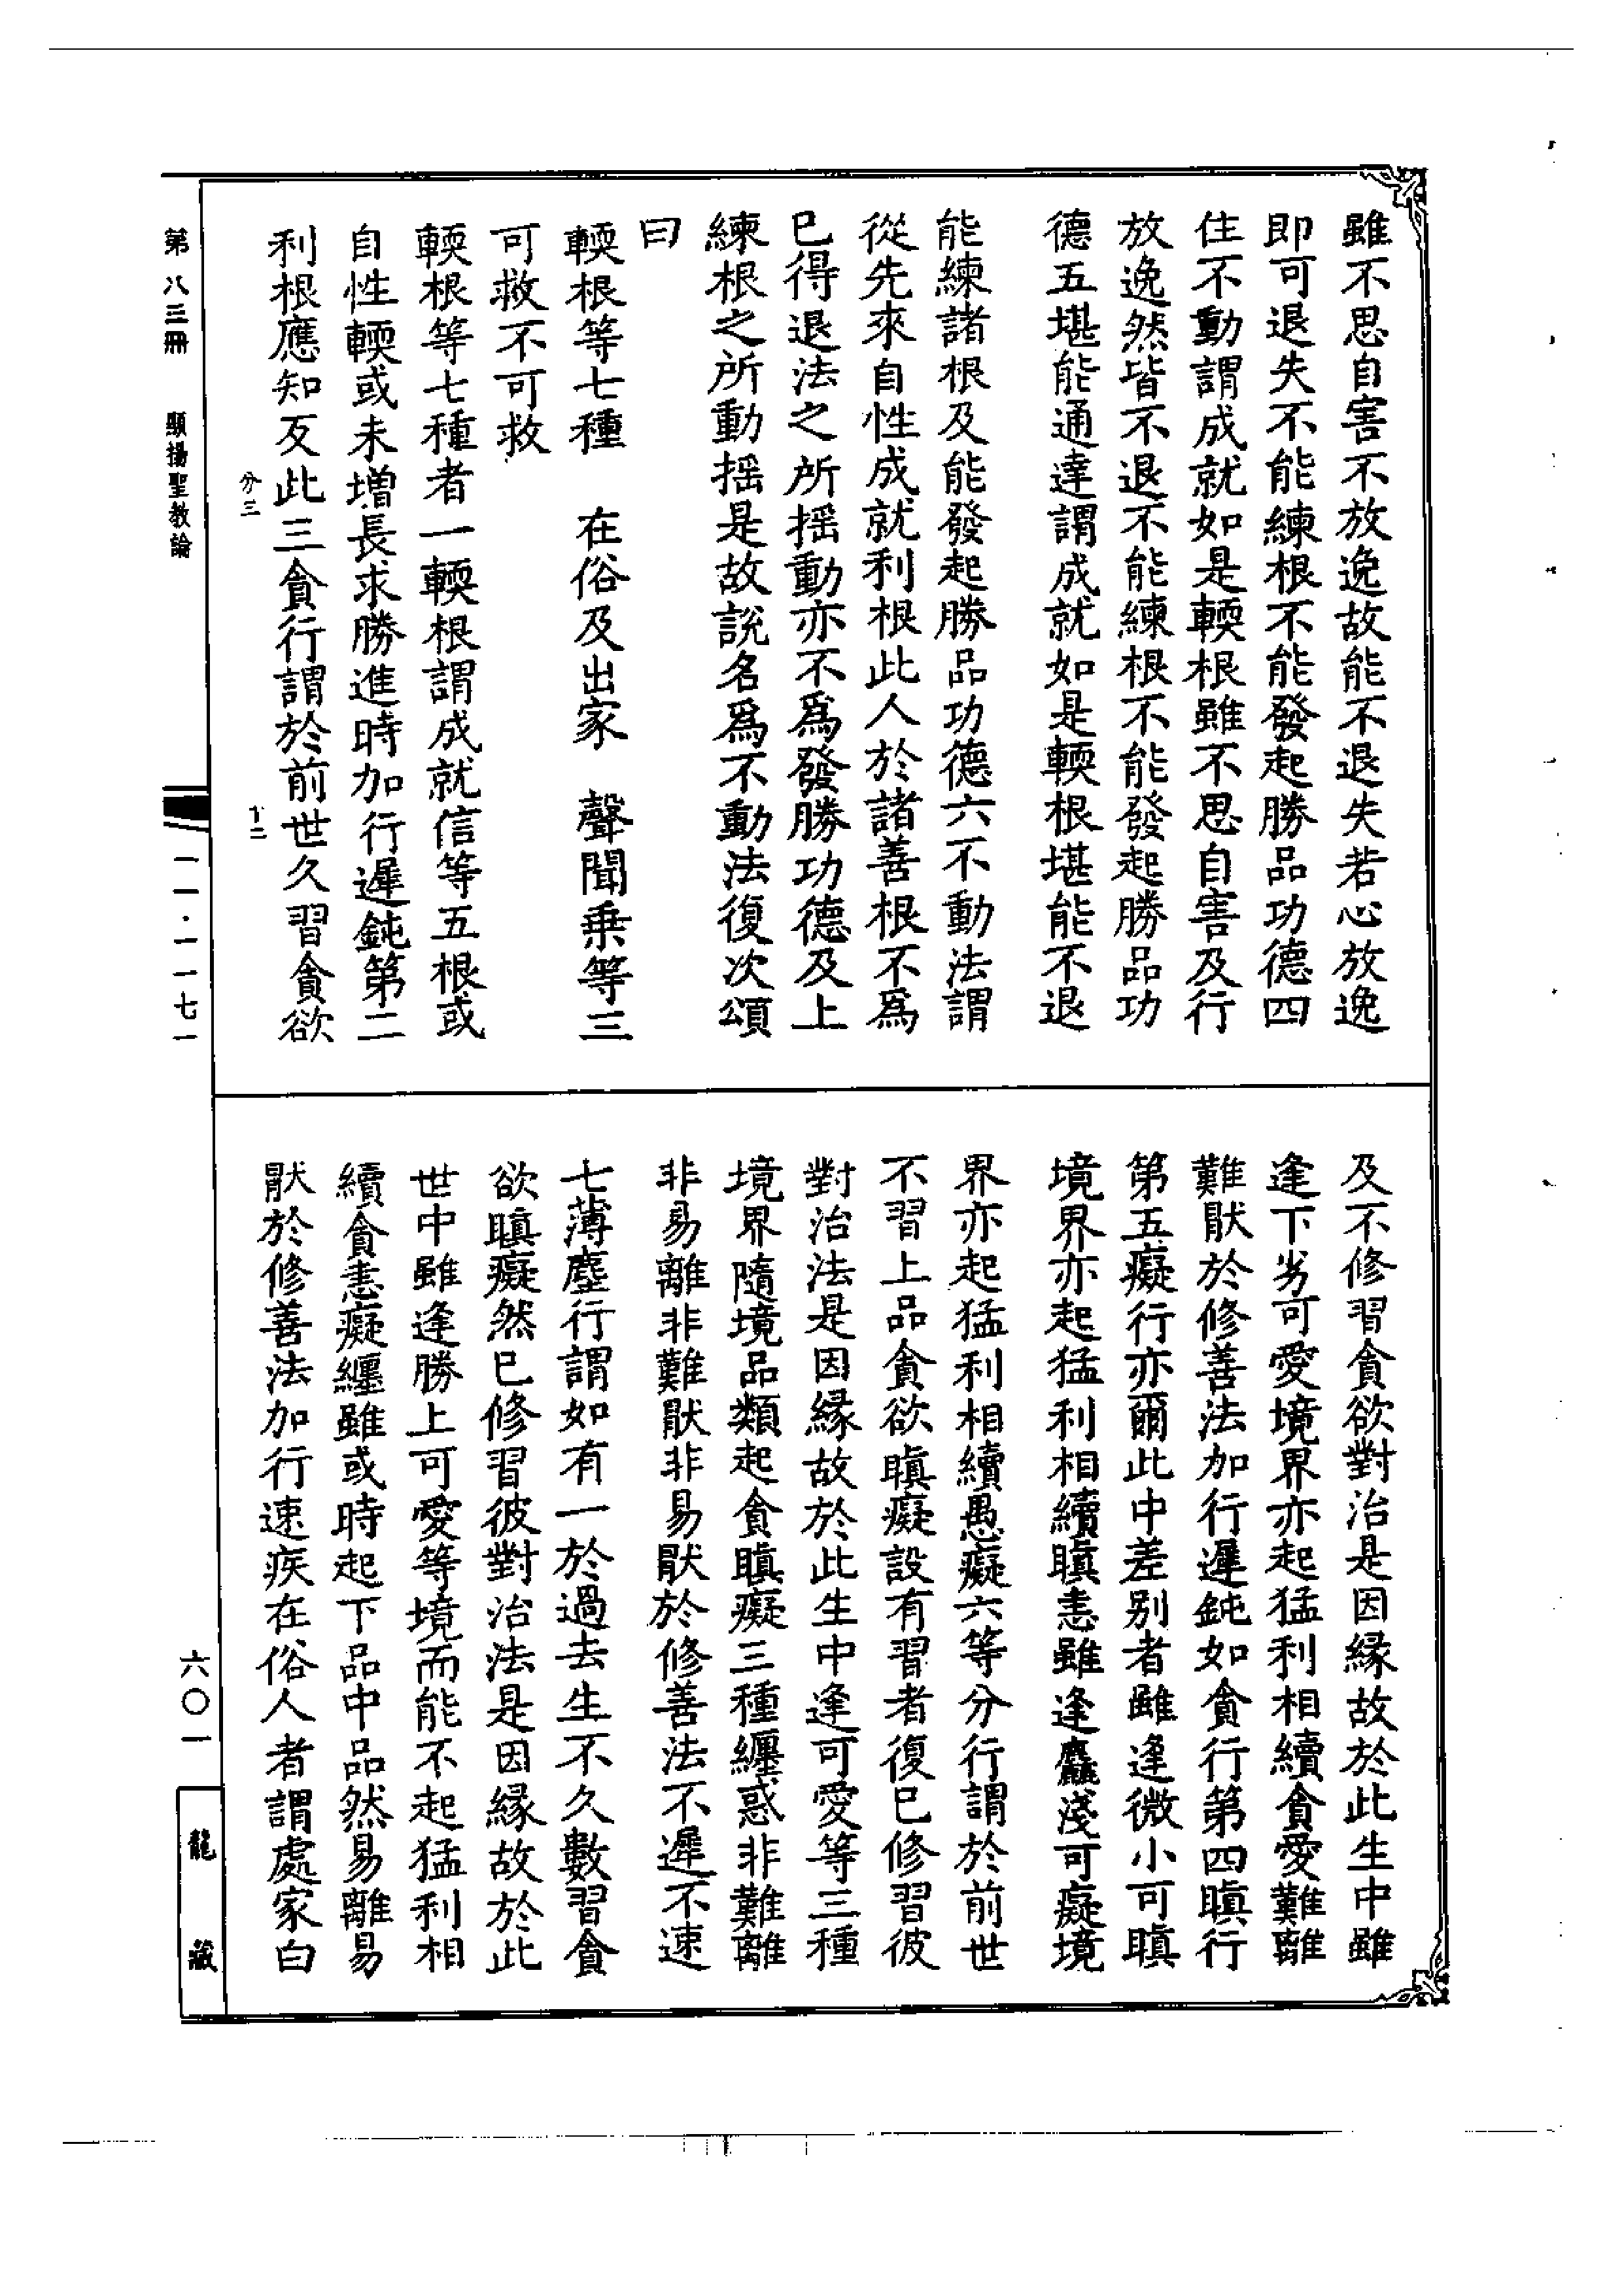 雖不思自害不放逸故能不退失若心放逸
即可退失不能練根不能發起勝品功德四
住不動謂成就如是輭根雖不思自害及行
放逸然皆不退不能練根不能發起勝品功
德五堪能通達謂成就如是輭根堪能不退
能練諸根及能發起勝品功德六不動法謂
從先來自性成就利根此人於諸善根不為
已得退法之所搖動亦不為發勝功德及上
練根之所動搖是故說名為不動法復次頌
曰
輭根等七種　在俗及出家　聲聞乗等三
可救不可救
輭根等七種者一輭根謂成就信等五根或
自性輭或未增長求勝進時加行遲鈍第二
利根應知反此三貪行謂於前世久習貪欲
及不修習貪欲對治是因緣故於此生中雖
逢下劣可愛境界亦起猛利相續貪愛難離
難猒於修善法加行遲鈍如貪行第四瞋行
第五癡行亦爾此中差别者雖逢微小可瞋
境界亦起猛利相續瞋恚雖逢麤淺可癡境
界亦起猛利相續愚癡六等分行謂於前世
不習上品貪欲瞋癡設有習者復已修習彼
對治法是因緣故於此生中逢可愛等三種
境界隨境品類起貪瞋癡三種纒惑非難離
非易離非難猒非易猒於修善法不遲不速
七薄塵行謂如有一於過去生不久數習貪
欲瞋癡然已修習彼對治法是因緣故於此
世中雖逢勝上可愛等境而能不起猛利相
續貪恚癡纒雖或時起下品中品然易離易
猒於修善法加行速疾在俗人者謂處家白
分三
十二
第八三冊　顯揚聖教論
一一·一一七一
六〇一
龍藏